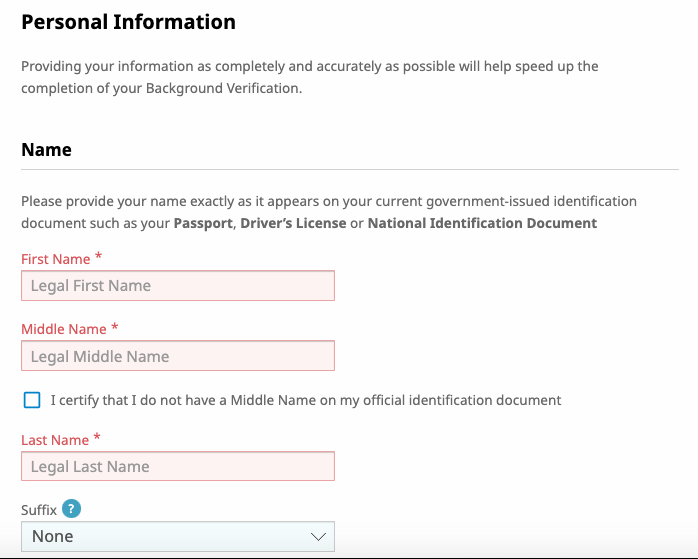 Personal Information
Providing your information as completely and accurately as possible will help speed up the
completion of your Background Verification.
Name
Please provide your name exactly as it appears on your current government-issued identification
document such as your Passport, Driver’s License or National Identification Document
First Name *
Legal First Name
Middle Name *
Legal Middle Name
I certify that I do not have a Middle Name on my official identification document
Last Name *
Legal Last Name
Suffix ?
None